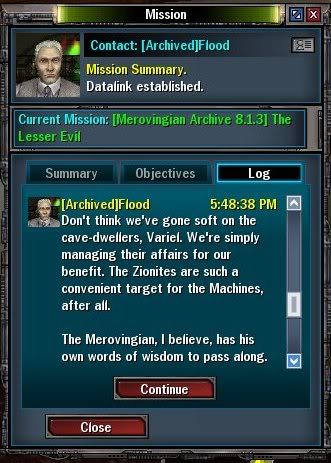 Mission
Contact: [Archived]Flood
Mission Summary.
Datalink established.
Current Mission: [Merovingian Archive 8.1.3] The
Lesser Evil
Summary
Objectives
Log
[Archived]Flood 5:48:38 PM
Don't think we've gone soft on the
cave-dwellers, Variel. We're simply
managing their affairs for our
benefit. The Zionites are such a
convenient target for the Machines,
after all.
The Merovingian, I believe, has his
own words of wisdom to pass along.
Continue
Close